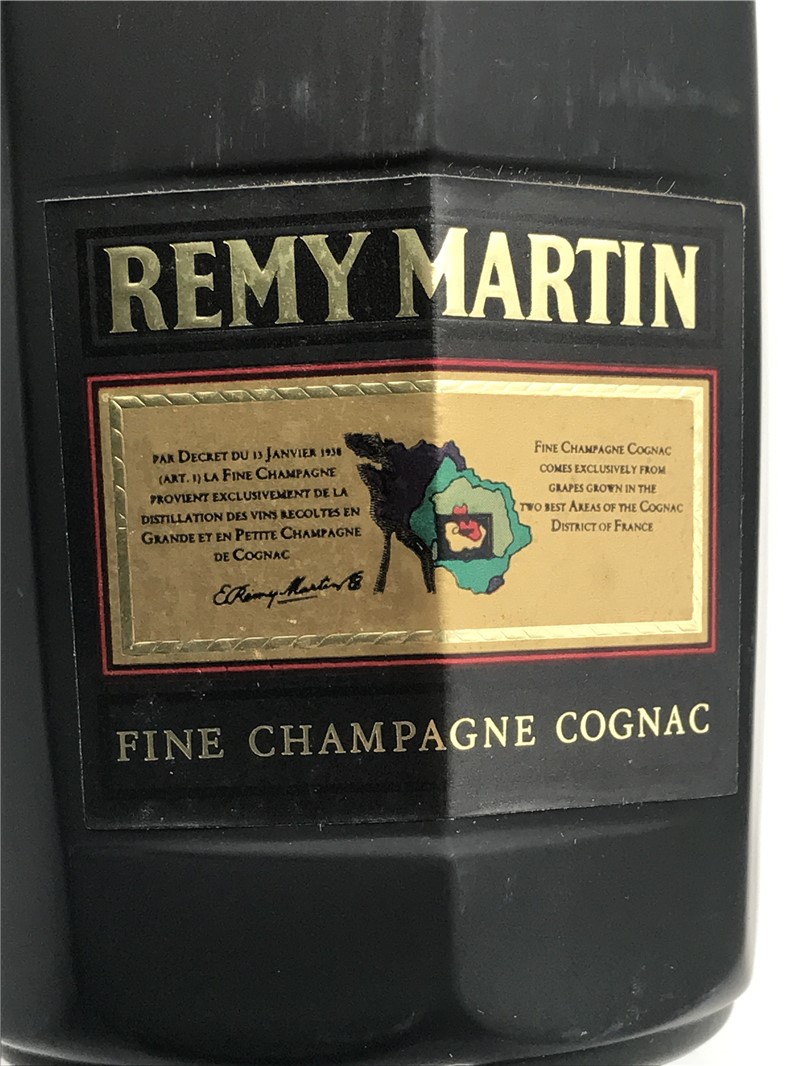 REMY MARTIN
PAR DECRET DU 13 JANVIER 1938
(ART. 1) LA FINE CHAMPAGNE
PROVIENT EXCLUSIVEMENT DE LA
DISTILLATION DES VINS RECOLTES EN
GRANDE ET EN PETITE CHAMPAGNE
DE COGNAC
E Remy Martin
FINE CHAMPAGNE COGNAC
COMES EXCLUSIVELY FROM
GRAPES GROWN IN THE
TWO BEST AREAS OF THE COGNAC
DISTRICT OF FRANCE
FINE CHAMPAGNE COGNAC